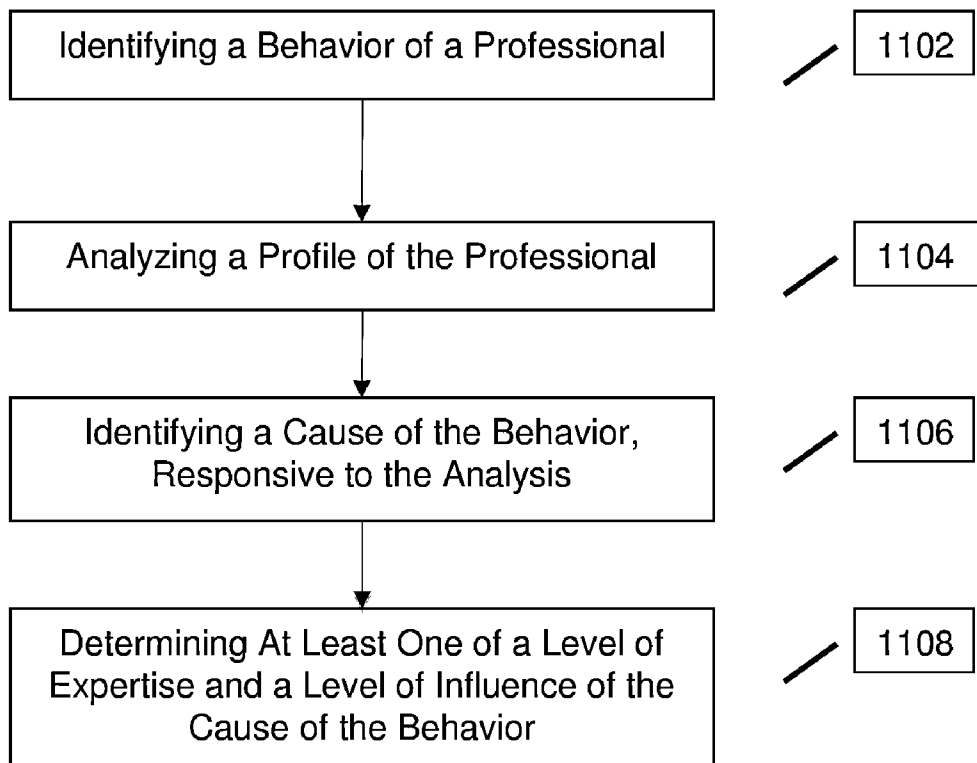 Identifying a Behavior of a Professional
1102
Analyzing a Profile of the Professional
1104
Identifying a Cause of the Behavior,
Responsive to the Analysis
1106
Determining At Least One of a Level of
Expertise and a Level of Influence of the
Cause of the Behavior
1108